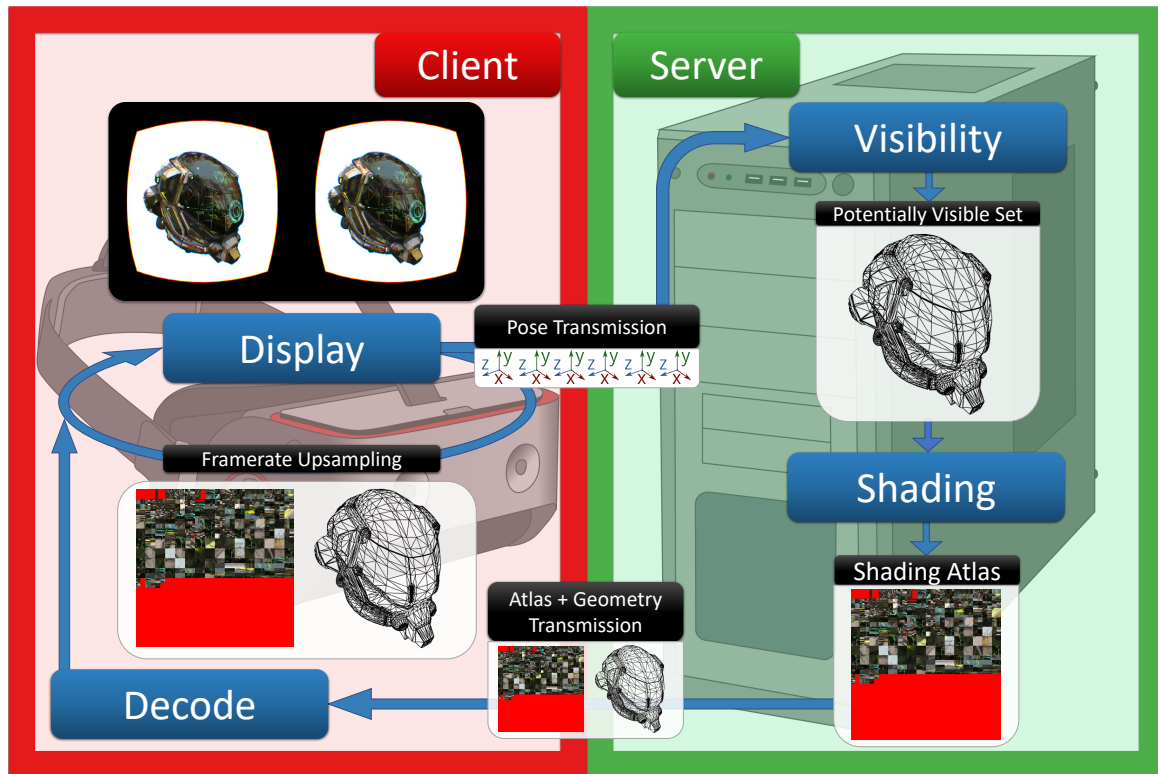 Client
Server
Visibility
Potentially Visible Set
Pose Transmission
z y x z y x z y x z y x z y x z y x
Display
Framerate Upsampling
Shading
Shading Atlas
Atlas + Geometry
Transmission
Decode